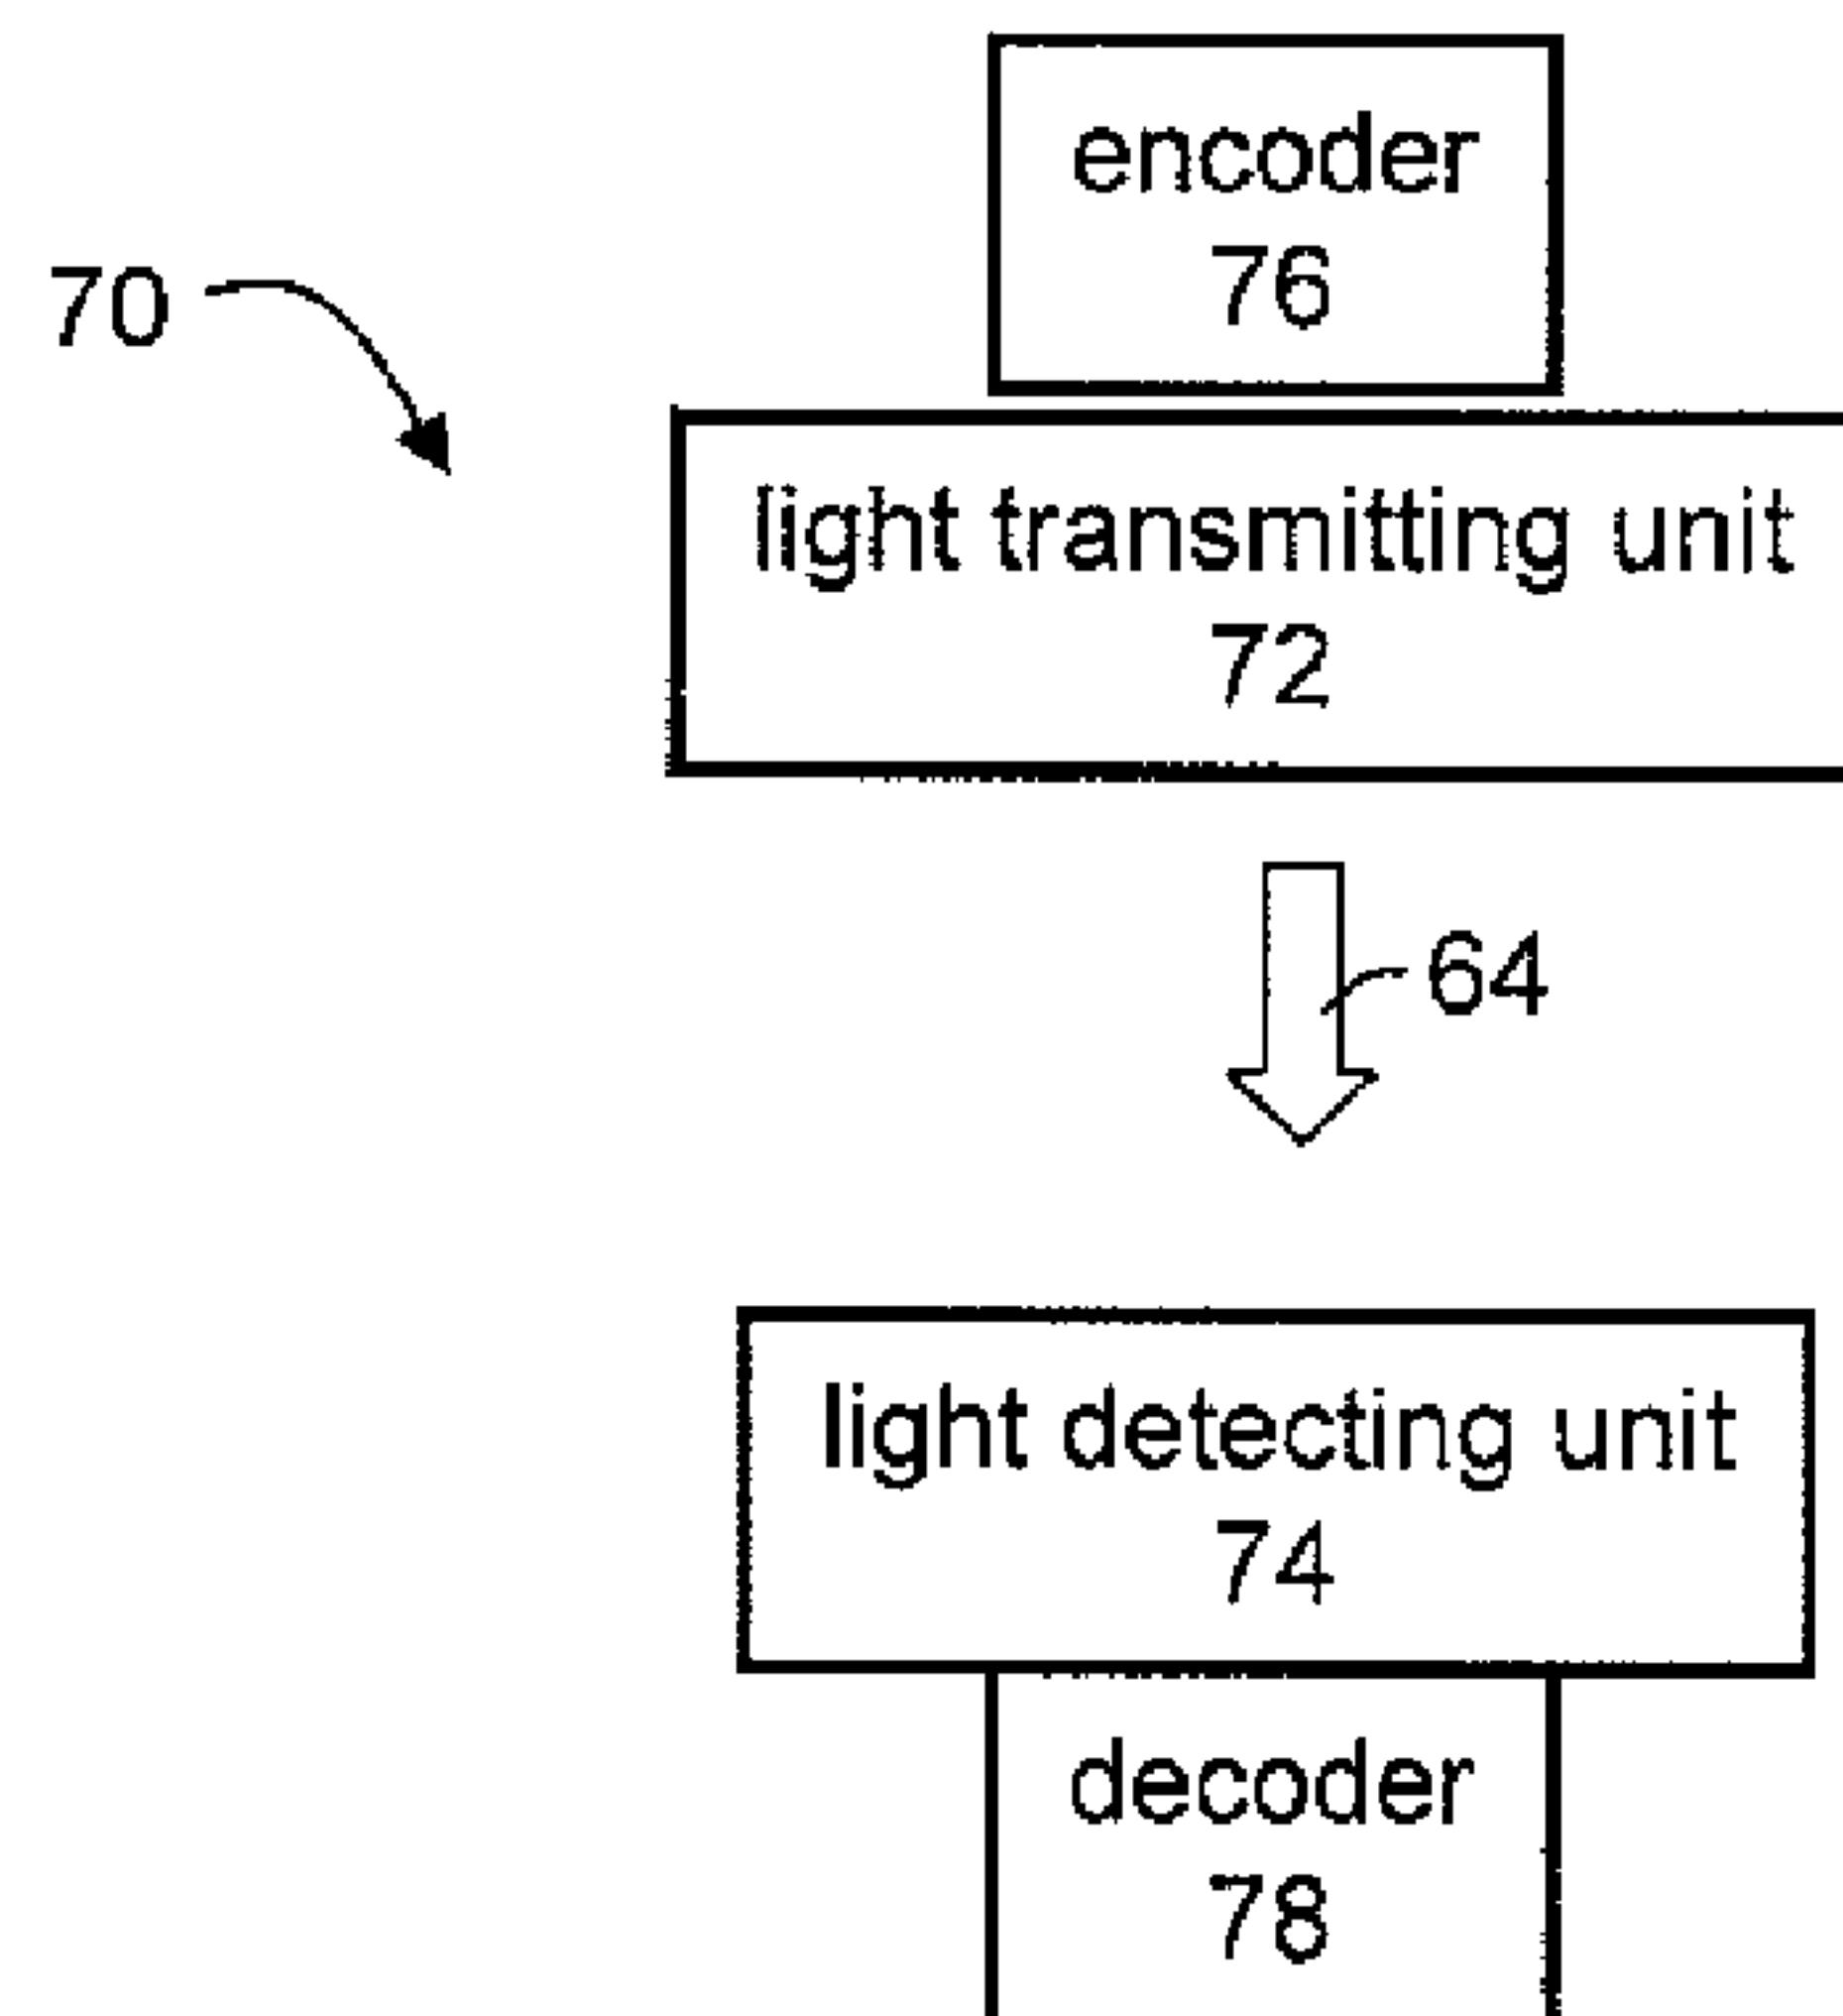 encoder
76
70
light transmitting unit
72
64
light detecting unit
74
decoder
78